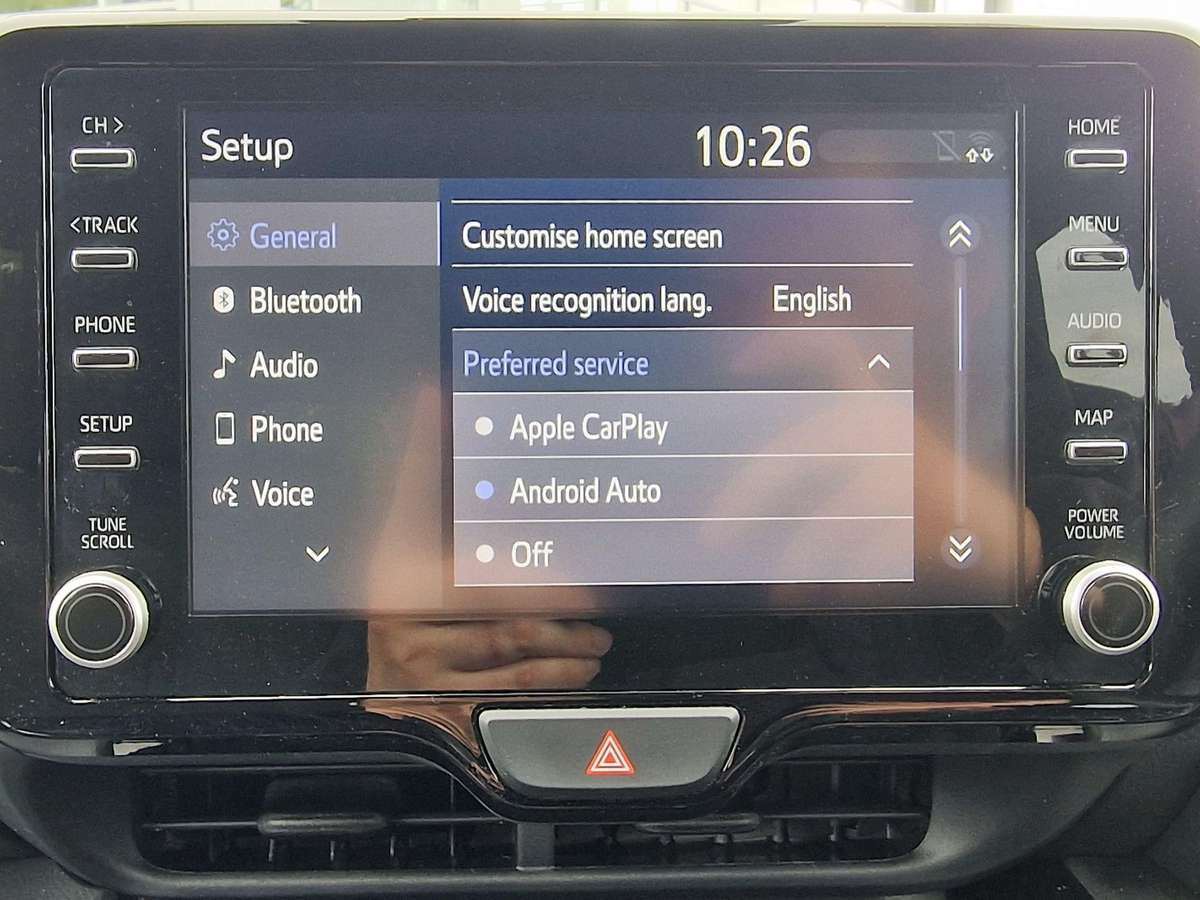 CH >
<TRACK
PHONE
SETUP
TUNE
SCROLL
Setup
10:26
General
Bluetooth
Audio
Phone
Voice
Customise home screen
Voice recognition lang. English
Preferred service
Apple CarPlay
Android Auto
Off
HOME
MENU
AUDIO
MAP
POWER
VOLUME